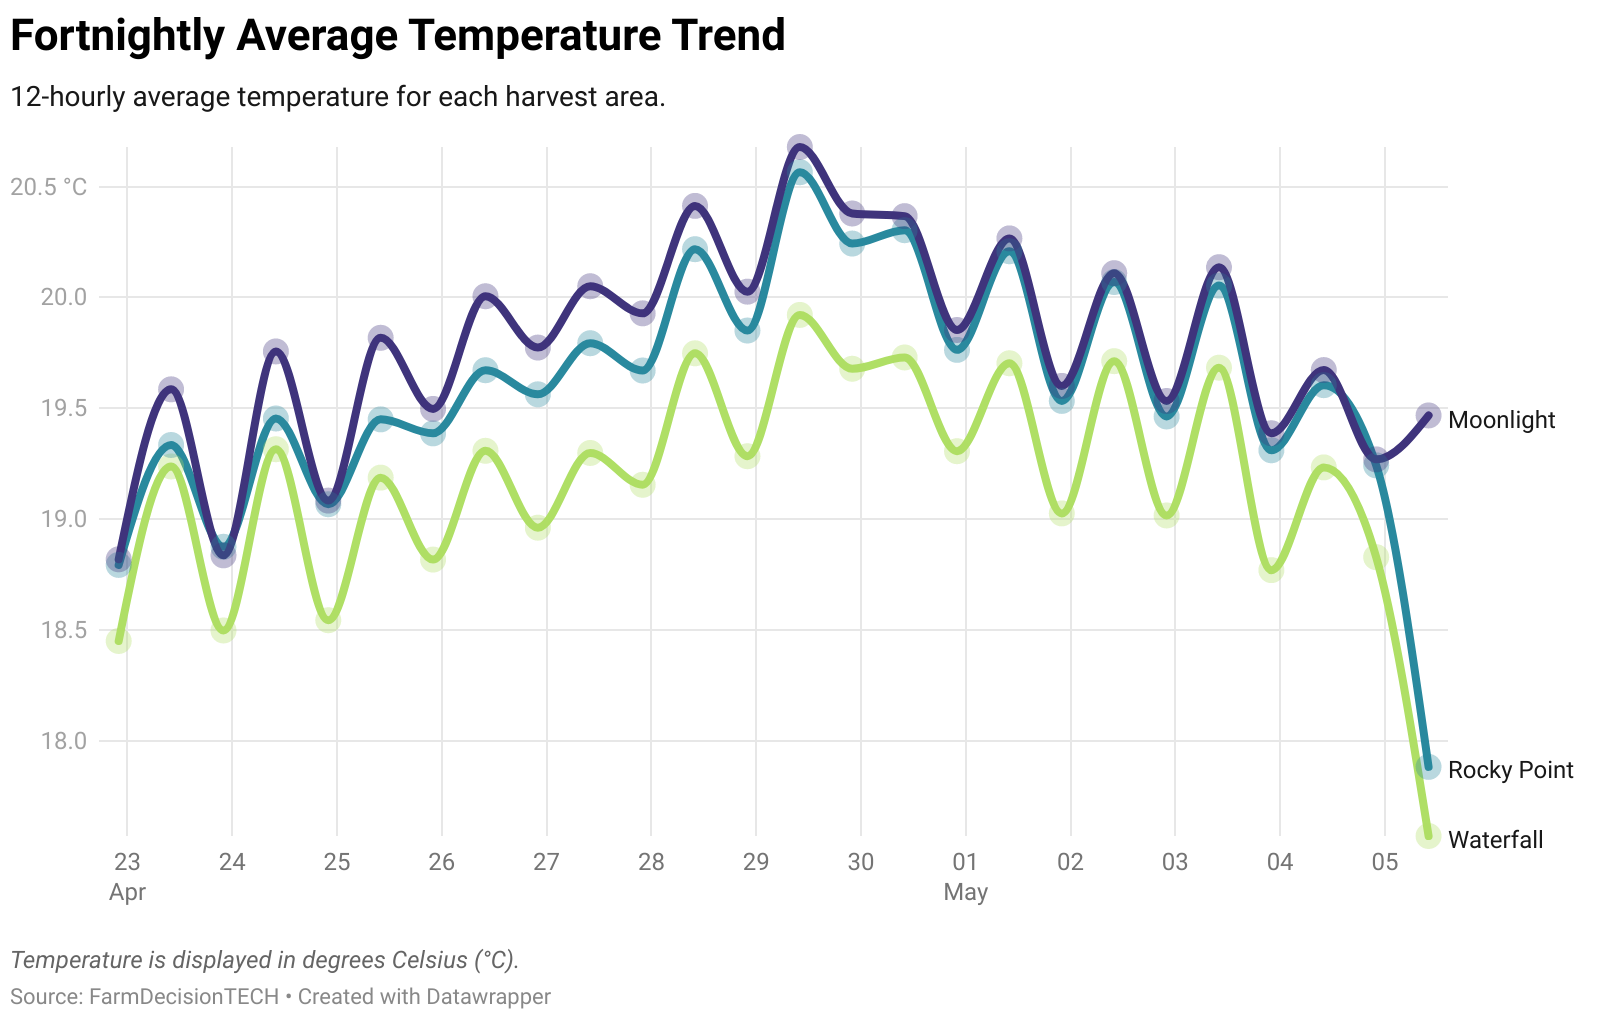 Fortnightly Average Temperature Trend
12-hourly average temperature for each harvest area.
20.5 °C
20.0
19.5
19.0
18.5
18.0
Moonlight
Rocky Point
Waterfall
23 24 25 26 27 28 29 30 01 02 03 04 05
Apr May
Temperature is displayed in degrees Celsius (°C).
Source: FarmDecisionTECH • Created with Datawrapper